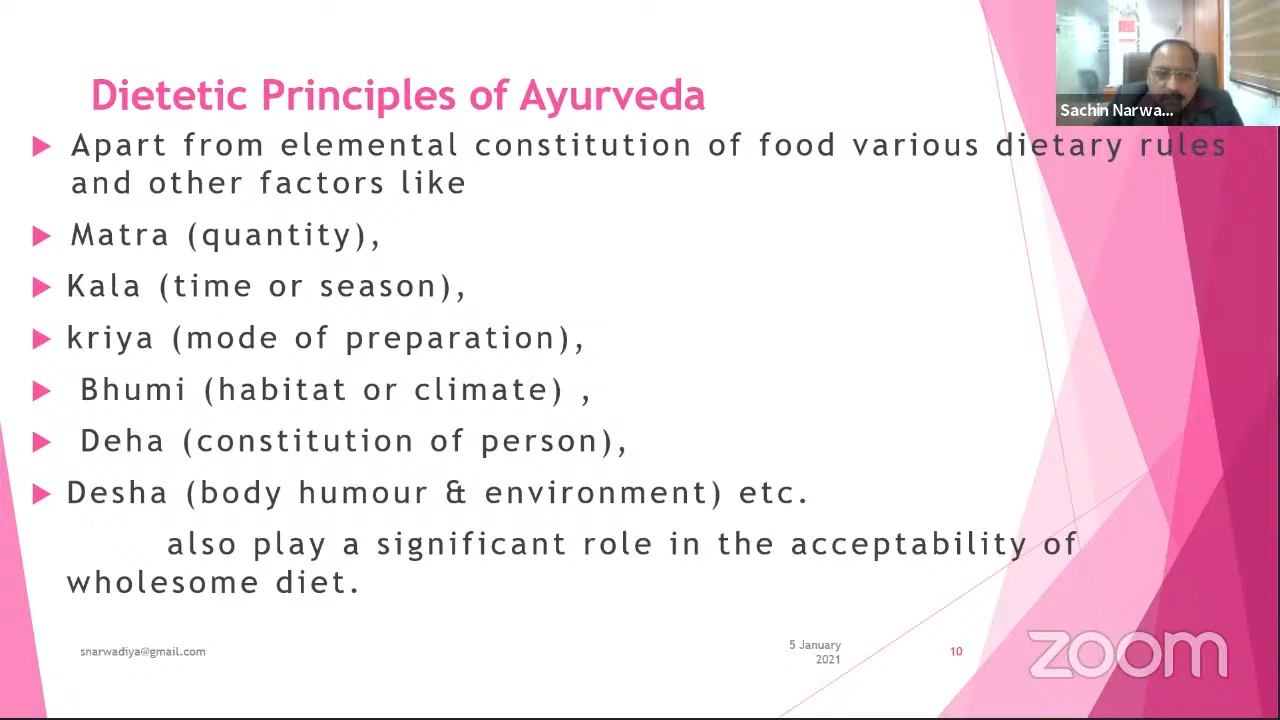 Dietetic Principles of Ayurveda
Sachin Narwa...
Apart from elemental constitution of food various dietary rules
and other factors like
Matra (quantity),
Kala (time or season),
kriya (mode of preparation),
Bhumi (habitat or climate) ,
Deha (constitution of person),
Desha (body humour & environment) etc.
also play a significant role in the acceptability of
wholesome diet.
snarwadiya@gmail.com
5 January
2021
10
zoom